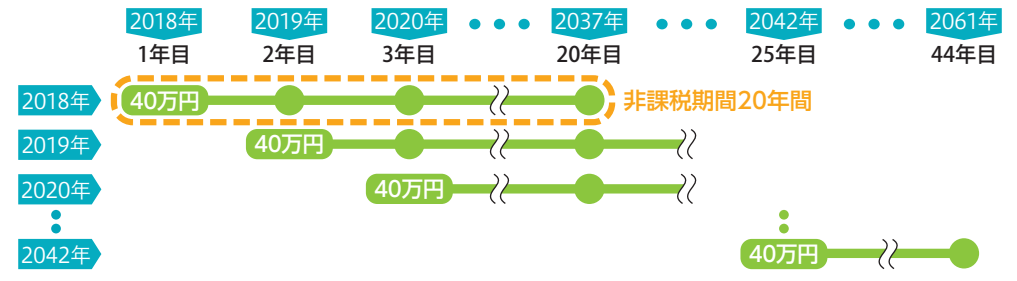 2018年 2019年 2020年 2037年 2042年 2061年
1年目 2年目 3年目 20年目 25年目 44年目
2018年 40万円 非課税期間20年間
2019年 40万円
2020年 40万円
2042年 40万円